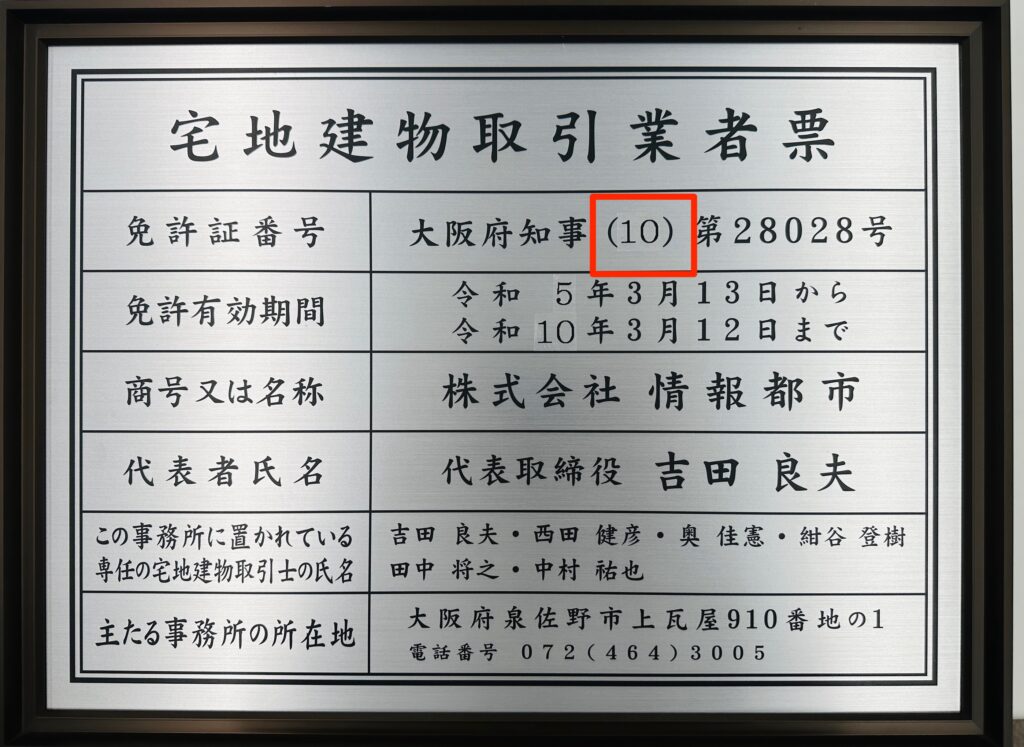 宅地建物取引業者票
免許証番号 大阪府知事 (10) 第28028号
免許有効期間 令和 5年3月13日から
令和10年3月12日まで
商号又は名称 株式会社 情報都市
代表者氏名 代表取締役 吉田 良夫
この事務所に置かれている
専任の宅地建物取引士の氏名
吉田 良夫・西田 健彦・奥 佳憲・紺谷 登樹
田中 将之・中村 祐也
主たる事務所の所在地 大阪府泉佐野市上瓦屋910番地の1
電話番号 072(464)3005